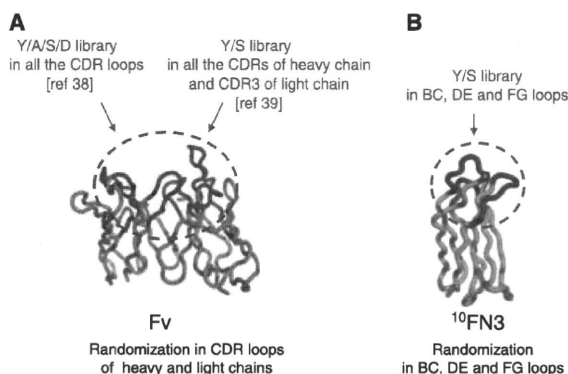 A
Y/A/S/D library
in all the CDR loops
[ref 38]
Y/S library
in all the CDRs of heavy chain
and CDR3 of light chain
[ref 39]
Fv
Randomization in CDR loops
of heavy and light chains
B
Y/S library
in BC, DE and FG loops
¹⁰FN3
Randomization
in BC, DE and FG loops